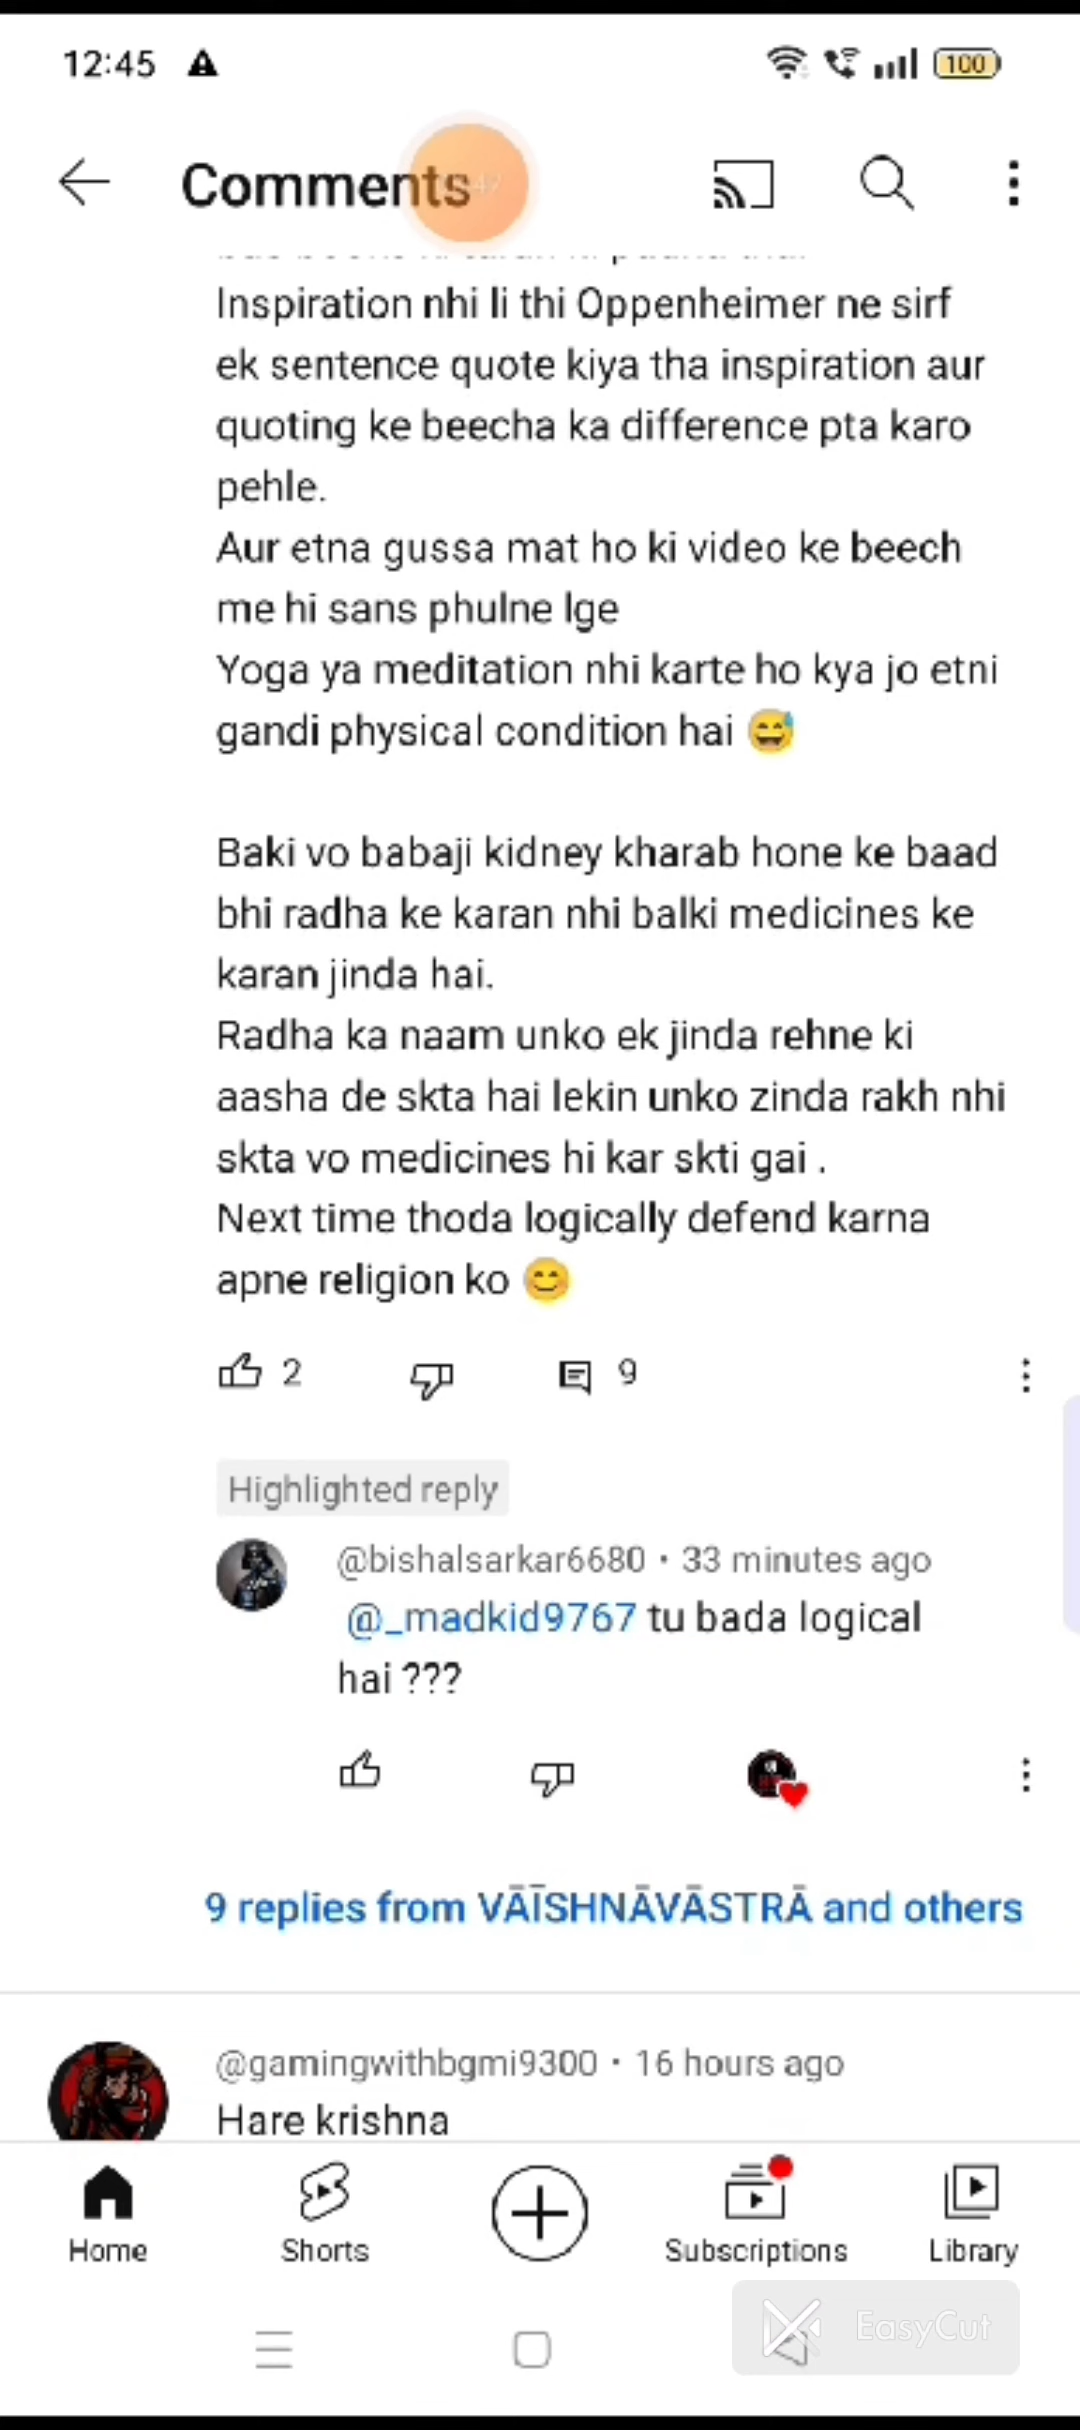 12:45
100
Comments
Inspiration nhi li thi Oppenheimer ne sirf
ek sentence quote kiya tha inspiration aur
quoting ke beecha ka difference pta karo
pehle.
Aur etna gussa mat ho ki video ke beech
me hi sans phulne lge
Yoga ya meditation nhi karte ho kya jo etni
gandi physical condition hai 😅
Baki vo babaji kidney kharab hone ke baad
bhi radha ke karan nhi balki medicines ke
karan jinda hai.
Radha ka naam unko ek jinda rehne ki
aasha de skta hai lekin unko zinda rakh nhi
skta vo medicines hi kar skti gai .
Next time thoda logically defend karna
apne religion ko 😊
2 9
Highlighted reply
@bishalsarkar6680 • 33 minutes ago
@_madkid9767 tu bada logical
hai ???
9 replies from VĀĪSHNĀVĀSTRĀ and others
@gamingwithbgmi9300 • 16 hours ago
Hare krishna
Home Shorts Subscriptions Library
EasyCut